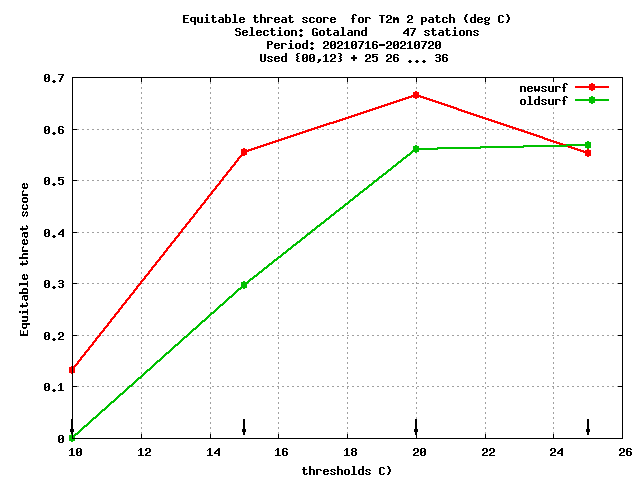 Equitable threat score  for T2m 2 patch (deg C)
Selection: Gotaland     47 stations
Period: 20210716-20210720
Used {00,12} + 25 26 ... 36
newsurf
oldsurf
Equitable threat score
0.7
0.6
0.5
0.4
0.3
0.2
0.1
0
10 12 14 16 18 20 22 24 26
thresholds C)